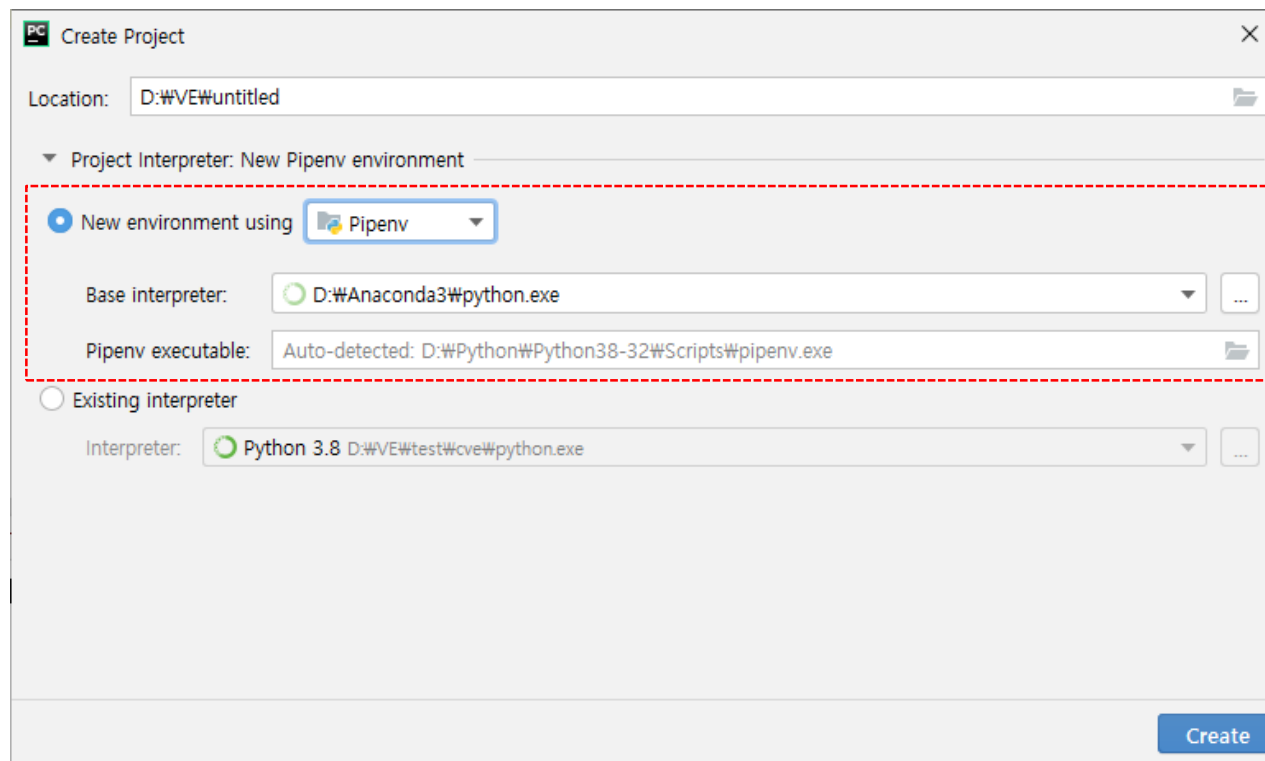 PC Create Project
Location: D:₩VE₩untitled
Project Interpreter: New Pipenv environment
New environment using Pipenv
Base interpreter: D:₩Anaconda3₩python.exe ...
Pipenv executable: Auto-detected: D:₩Python₩Python38-32₩Scripts₩pipenv.exe
Existing interpreter
Interpreter: Python 3.8 D:₩VE₩test₩cve₩python.exe ...
Create